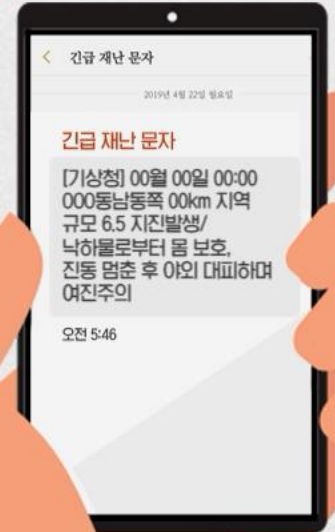 긴급 재난 문자
2019년 4월 22일 월요일
긴급 재난 문자
[기상청] 00월 00일 00:00
000동남동쪽 00km 지역
규모 6.5 지진발생/
낙하물로부터 몸 보호,
진동 멈춘 후 야외 대피하며
여진주의
오전 5:46